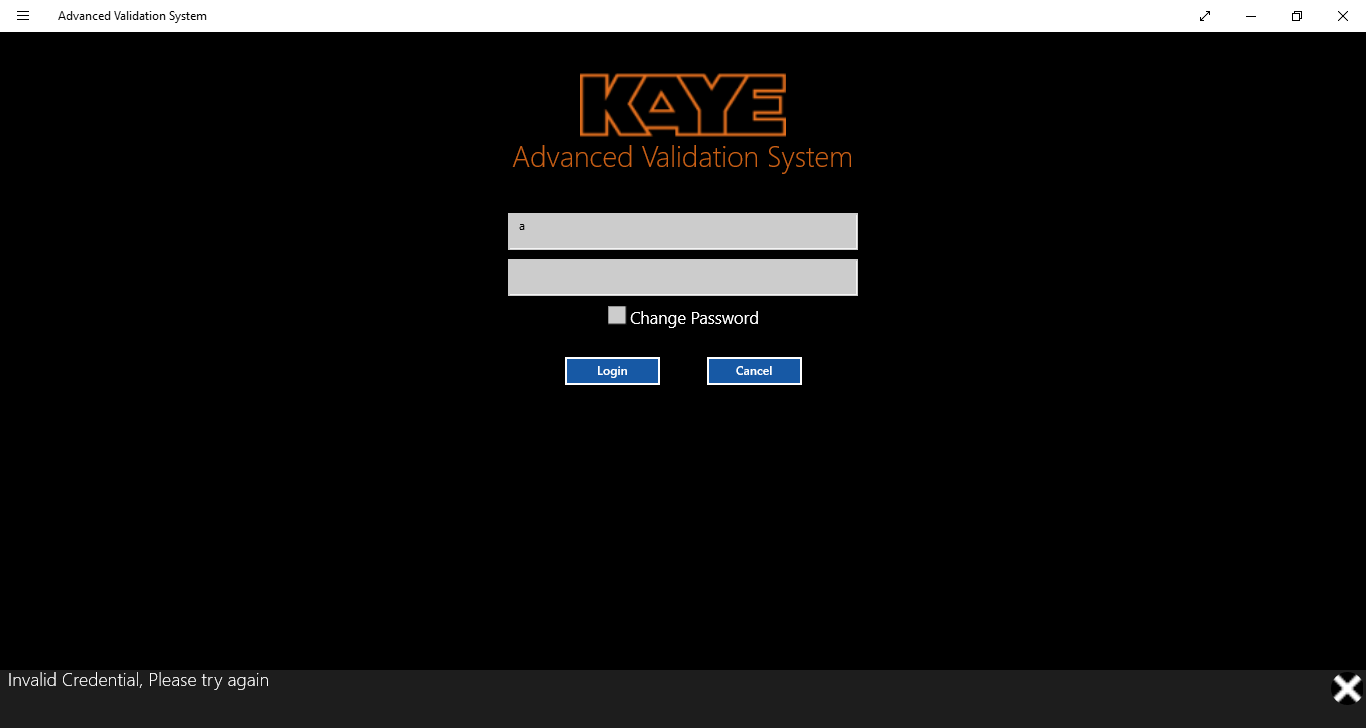 Advanced Validation System
KAYE
Advanced Validation System
a
Change Password
Login
Cancel
Invalid Credential, Please try again